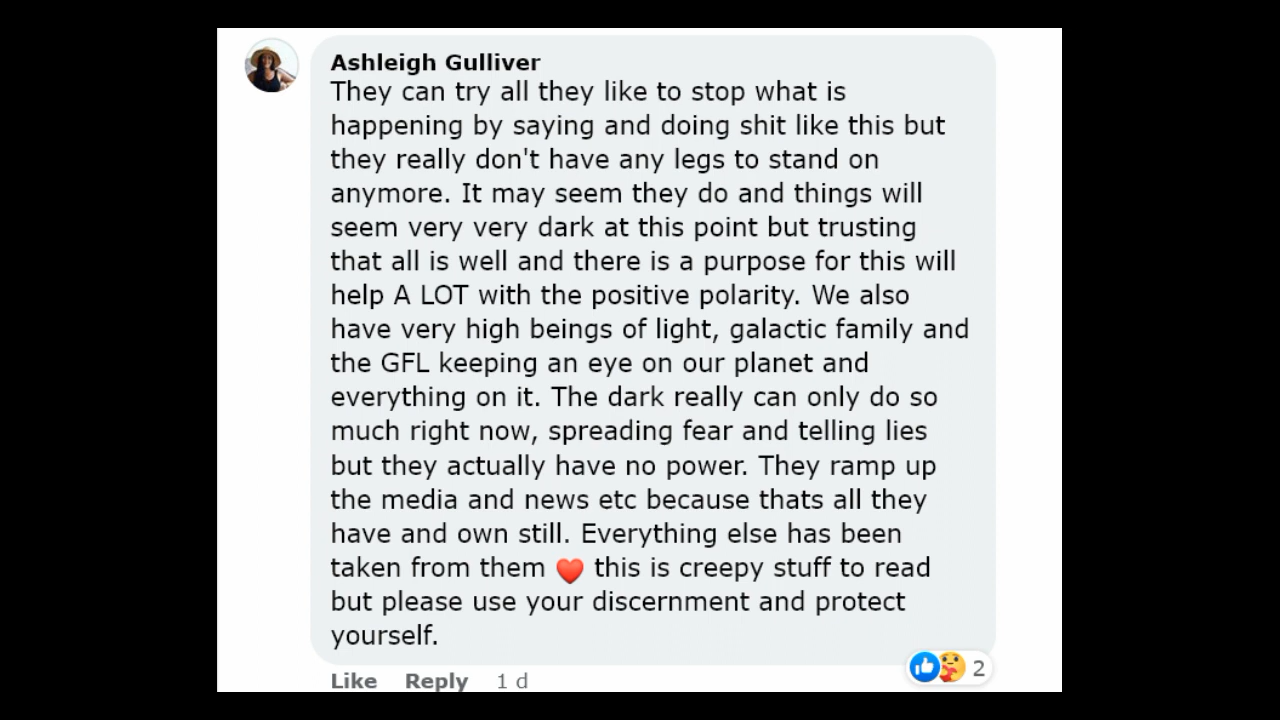 Ashleigh Gulliver
They can try all they like to stop what is
happening by saying and doing shit like this but
they really don't have any legs to stand on
anymore. It may seem they do and things will
seem very very dark at this point but trusting
that all is well and there is a purpose for this will
help A LOT with the positive polarity. We also
have very high beings of light, galactic family and
the GFL keeping an eye on our planet and
everything on it. The dark really can only do so
much right now, spreading fear and telling lies
but they actually have no power. They ramp up
the media and news etc because thats all they
have and own still. Everything else has been
taken from them ❤️ this is creepy stuff to read
but please use your discernment and protect
yourself.
Like Reply 1 d 2